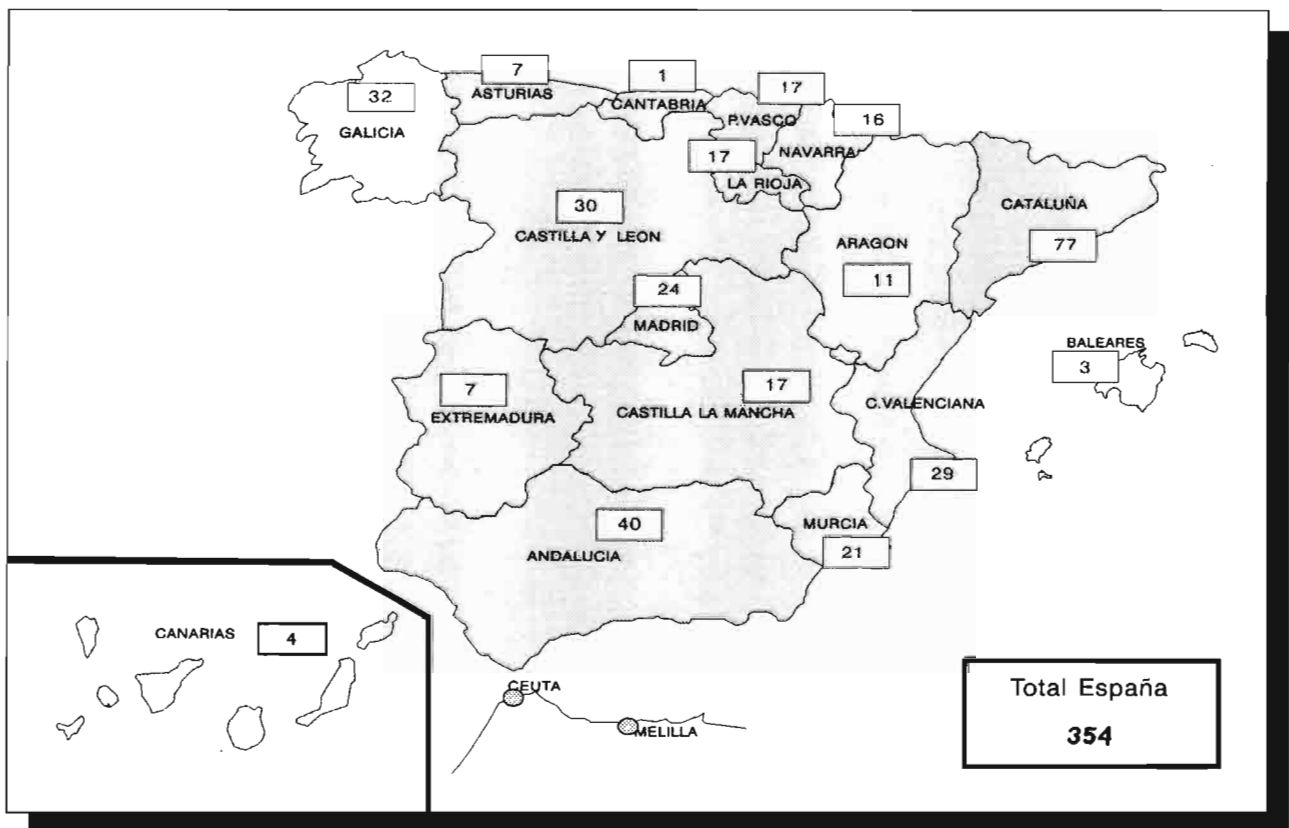 7
ASTURIAS
1
CANTABRIA
17
P.VASCO
32
GALICIA
16
NAVARRA
17
LA RIOJA
30
CASTILLA Y LEON
ARAGON
11
CATALUÑA
77
24
MADRID
BALEARES
3
7
EXTREMADURA
17
CASTILLA LA MANCHA
C.VALENCIANA
29
40
ANDALUCIA
MURCIA
21
CANARIAS
4
CEUTA
MELILLA
Total España
354